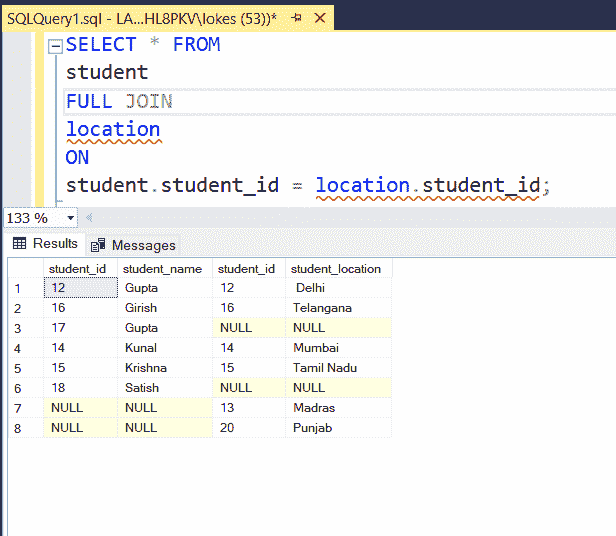 SQLQuery1.sql - LA...HL8PKV\lokes (53))*
SELECT * FROM
student
FULL JOIN
location
ON
student.student_id = location.student_id;
133 %
Results Messages
student_id student_name student_id student_location
1 12 Gupta 12 Delhi
2 16 Girish 16 Telangana
3 17 Gupta NULL NULL
4 14 Kunal 14 Mumbai
5 15 Krishna 15 Tamil Nadu
6 18 Satish NULL NULL
7 NULL NULL 13 Madras
8 NULL NULL 20 Punjab